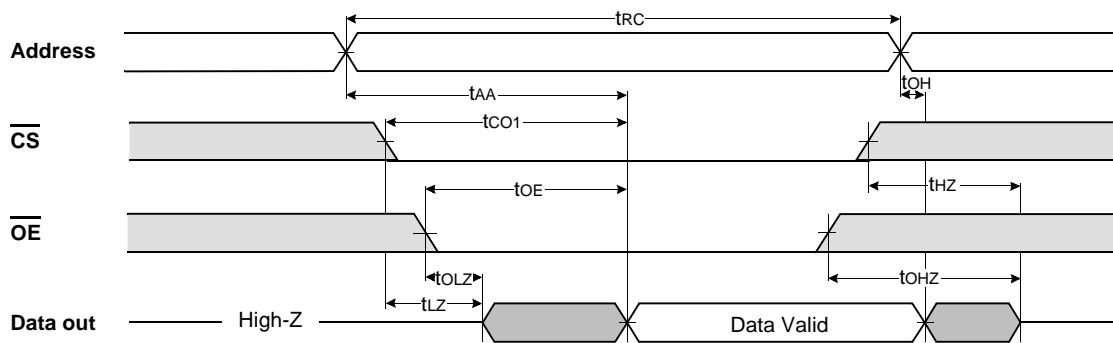 tRC
Address
tOH
tAA
tCO1
CS
tHZ
tOE
OE
tOLZ
tOHZ
tLZ
Data out
High-Z
Data Valid